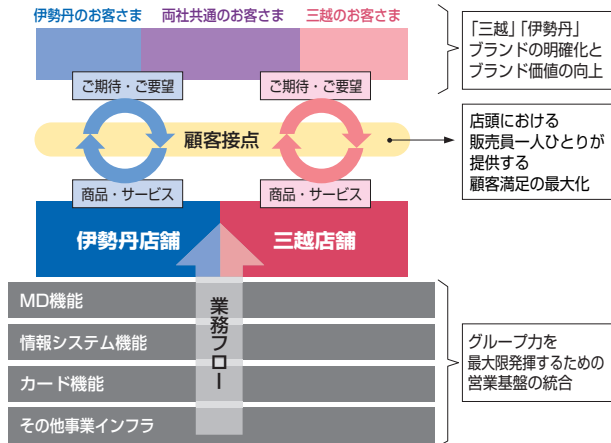 伊勢丹のお客さま
両社共通のお客さま
三越のお客さま
「三越」「伊勢丹」
ブランドの明確化と
ブランド価値の向上
ご期待・ご要望
ご期待・ご要望
顧客接点
店頭における
販売員一人ひとりが
提供する
顧客満足の最大化
商品・サービス
商品・サービス
伊勢丹店舗
三越店舗
業務フロー
MD機能
情報システム機能
カード機能
その他事業インフラ
グループ力を
最大限発揮するための
営業基盤の統合